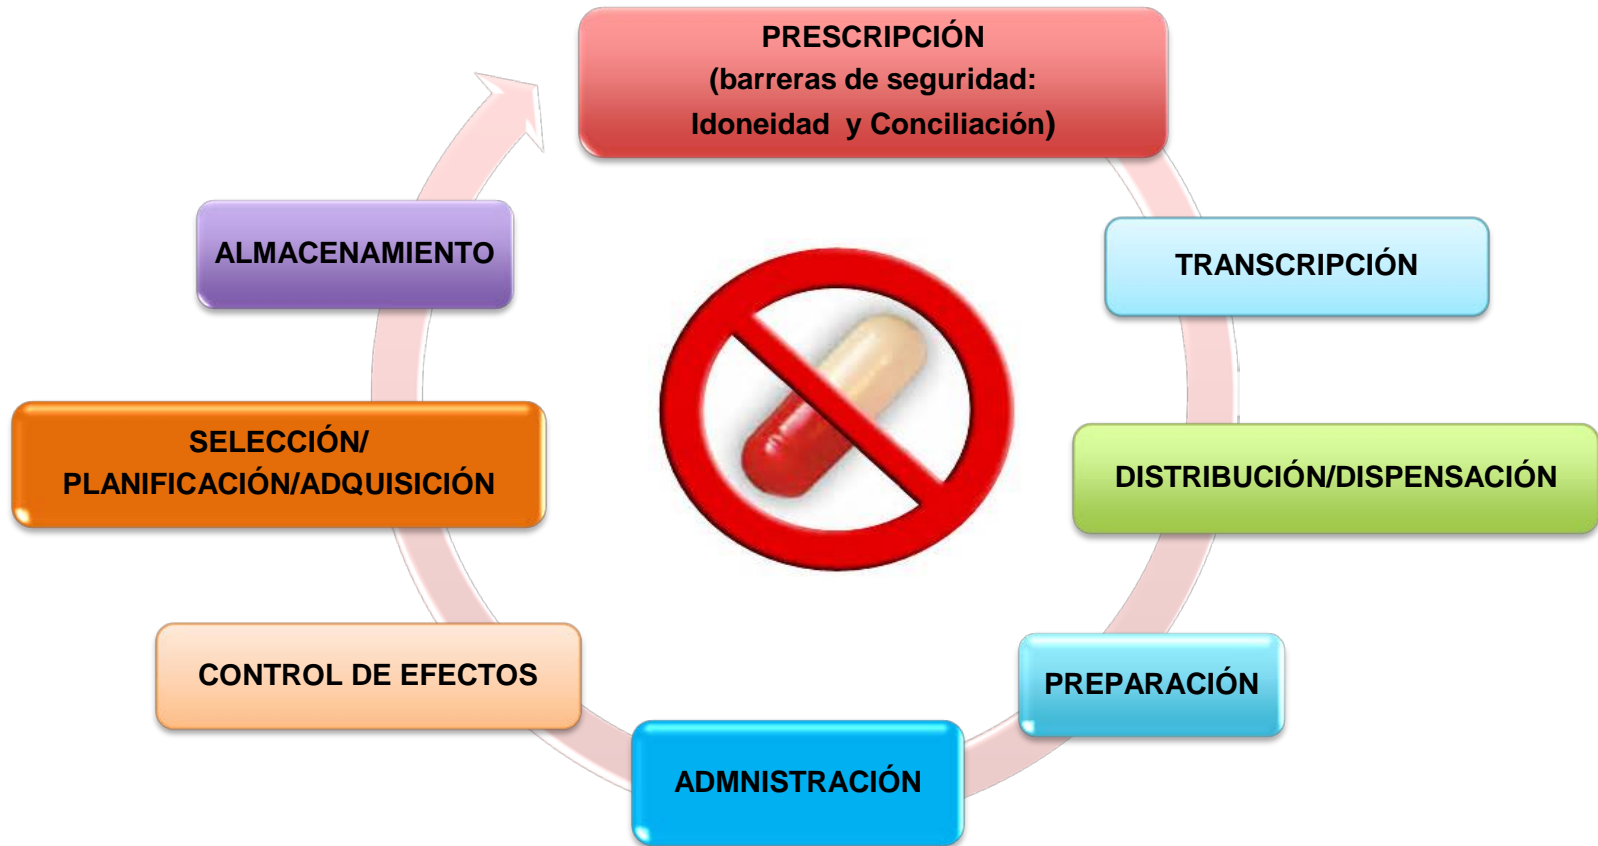 PRESCRIPCIÓN
(barreras de seguridad:
Idoneidad y Conciliación)
TRANSCRIPCIÓN
DISTRIBUCIÓN/DISPENSACIÓN
PREPARACIÓN
ADMNISTRACIÓN
CONTROL DE EFECTOS
SELECCIÓN/
PLANIFICACIÓN/ADQUISICIÓN
ALMACENAMIENTO